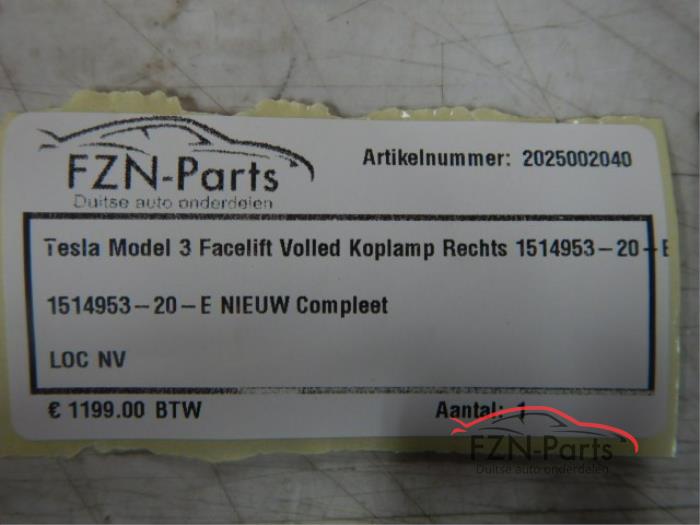 FZN-Parts
Duitse auto onderdelen
Artikelnummer: 2025002040
Tesla Model 3 Facelift Volled Koplamp Rechts 1514953-20-E
1514953-20-E NIEUW Compleet
LOC NV
€ 1199.00 BTW
Aantal: 1
FZN-Parts
Duitse auto onderdelen